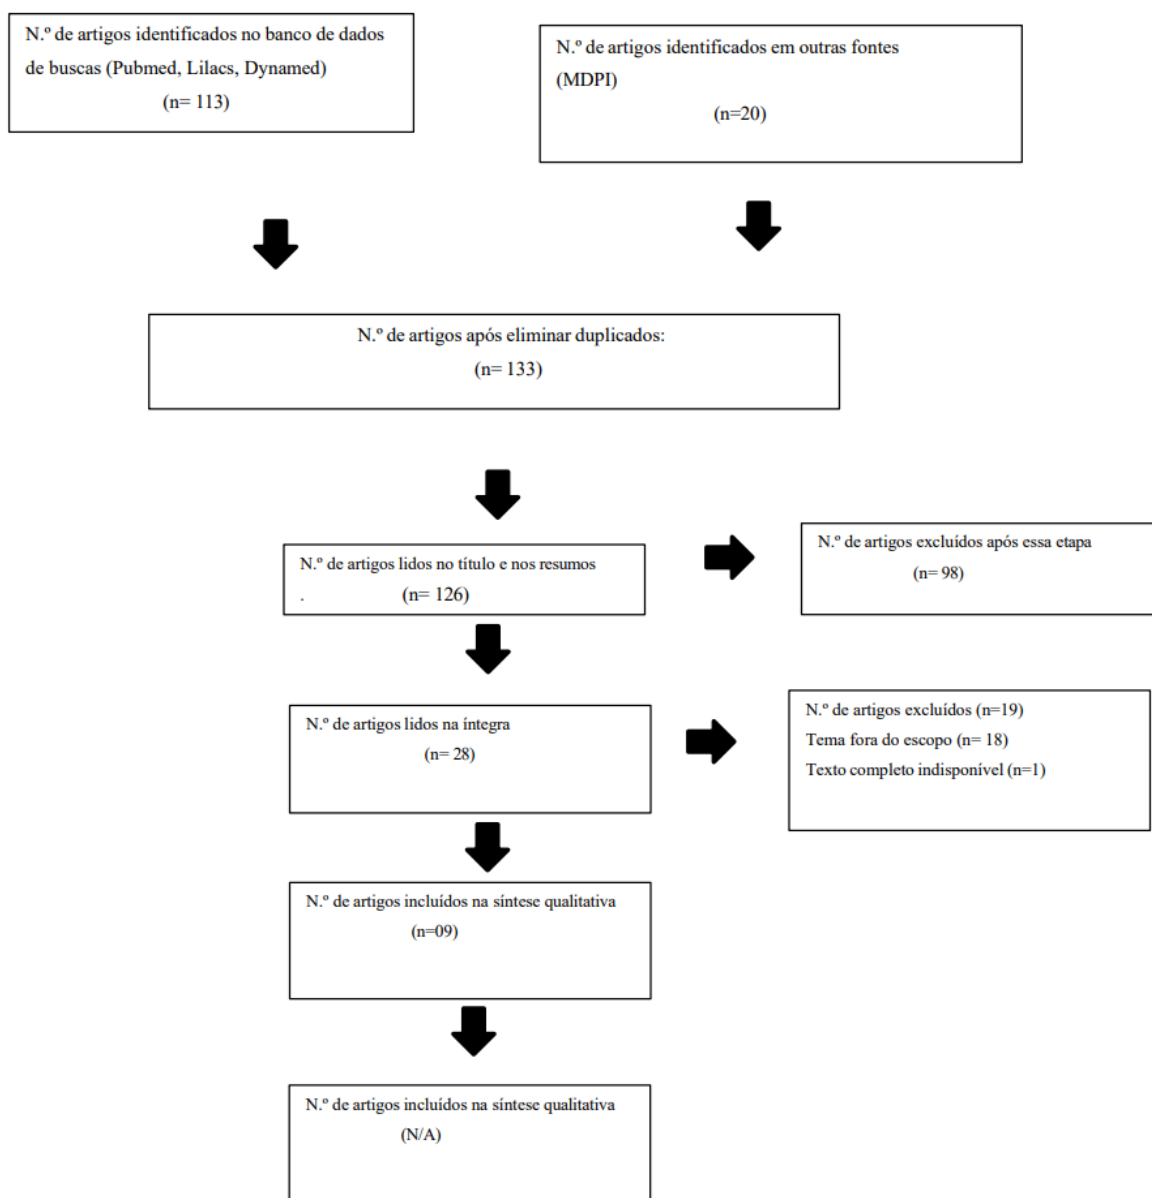 N.º de artigos identificados no banco de dados
de buscas (Pubmed, Lilacs, Dynamed)
(n= 113)
N.º de artigos identificados em outras fontes
(MDPI)
(n=20)
N.º de artigos após eliminar duplicados:
(n= 133)
N.º de artigos lidos no título e nos resumos
. (n= 126)
N.º de artigos excluídos após essa etapa
(n= 98)
N.º de artigos lidos na íntegra
(n= 28)
N.º de artigos excluídos (n=19)
Tema fora do escopo (n= 18)
Texto completo indisponível (n=1)
N.º de artigos incluídos na síntese qualitativa
(n=09)
N.º de artigos incluídos na síntese qualitativa
(N/A)